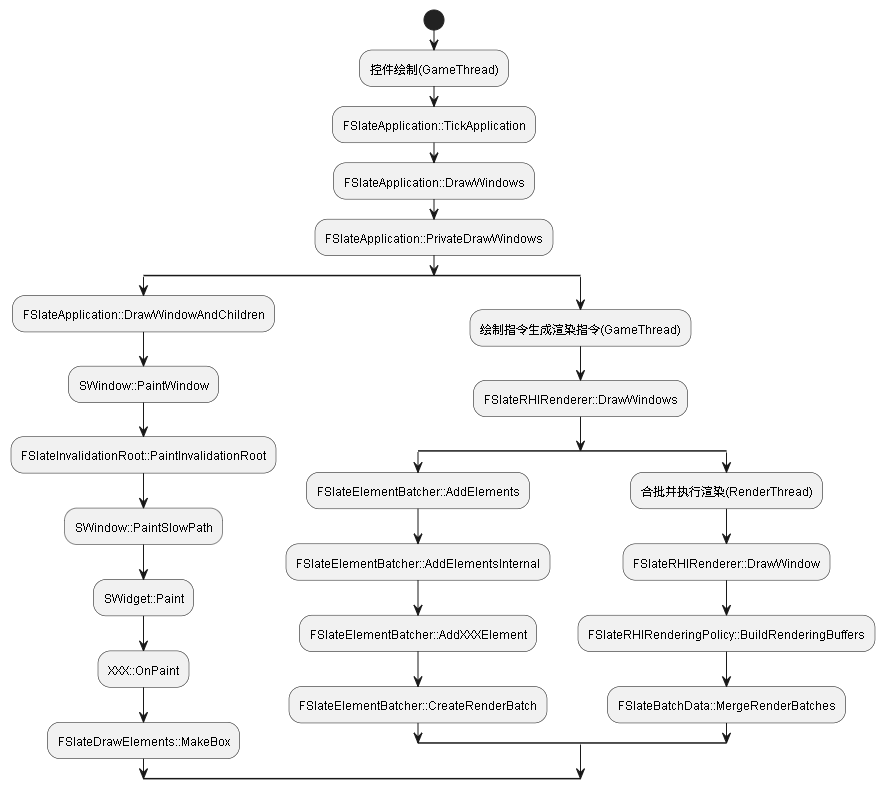 控件绘制(GameThread)
FSlateApplication::TickApplication
FSlateApplication::DrawWindows
FSlateApplication::PrivateDrawWindows
FSlateApplication::DrawWindowAndChildren
SWindow::PaintWindow
FSlateInvalidationRoot::PaintInvalidationRoot
SWindow::PaintSlowPath
SWidget::Paint
XXX::OnPaint
FSlateDrawElements::MakeBox
绘制指令生成渲染指令(GameThread)
FSlateRHIRenderer::DrawWindows
FSlateElementBatcher::AddElements
FSlateElementBatcher::AddElementsInternal
FSlateElementBatcher::AddXXXElement
FSlateElementBatcher::CreateRenderBatch
合批并执行渲染(RenderThread)
FSlateRHIRenderer::DrawWindow
FSlateRHIRenderingPolicy::BuildRenderingBuffers
FSlateBatchData::MergeRenderBatches